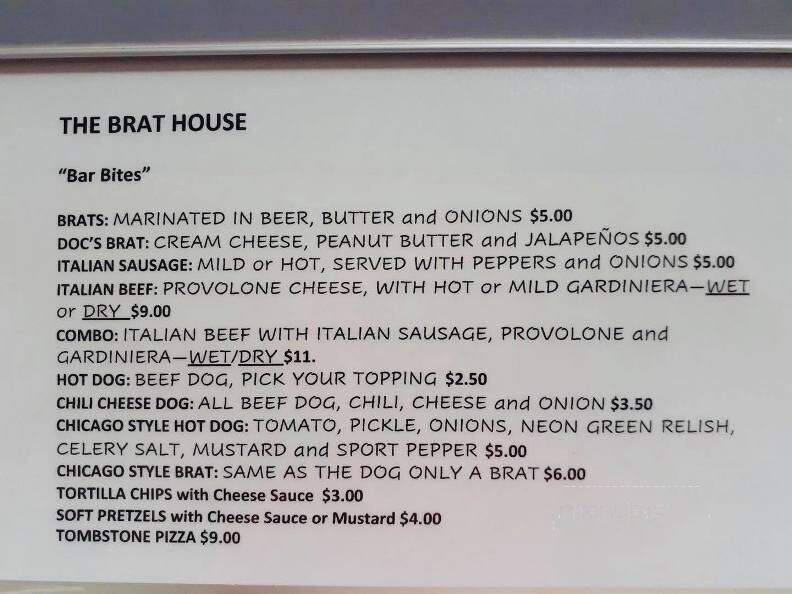 THE BRAT HOUSE
“Bar Bites”
BRATS: MARINATED IN BEER, BUTTER and ONIONS $5.00
DOC'S BRAT: CREAM CHEESE, PEANUT BUTTER and JALAPEÑOS $5.00
ITALIAN SAUSAGE: MILD or HOT, SERVED WITH PEPPERS and ONIONS $5.00
ITALIAN BEEF: PROVOLONE CHEESE, WITH HOT or MILD GARDINIERA—WET
or DRY $9.00
COMBO: ITALIAN BEEF WITH ITALIAN SAUSAGE, PROVOLONE and
GARDINIERA—WET/DRY $11.
HOT DOG: BEEF DOG, PICK YOUR TOPPING $2.50
CHILI CHEESE DOG: ALL BEEF DOG, CHILI, CHEESE and ONION $3.50
CHICAGO STYLE HOT DOG: TOMATO, PICKLE, ONIONS, NEON GREEN RELISH,
CELERY SALT, MUSTARD and SPORT PEPPER $5.00
CHICAGO STYLE BRAT: SAME AS THE DOG ONLY A BRAT $6.00
TORTILLA CHIPS with Cheese Sauce $3.00
SOFT PRETZELS with Cheese Sauce or Mustard $4.00
TOMBSTONE PIZZA $9.00